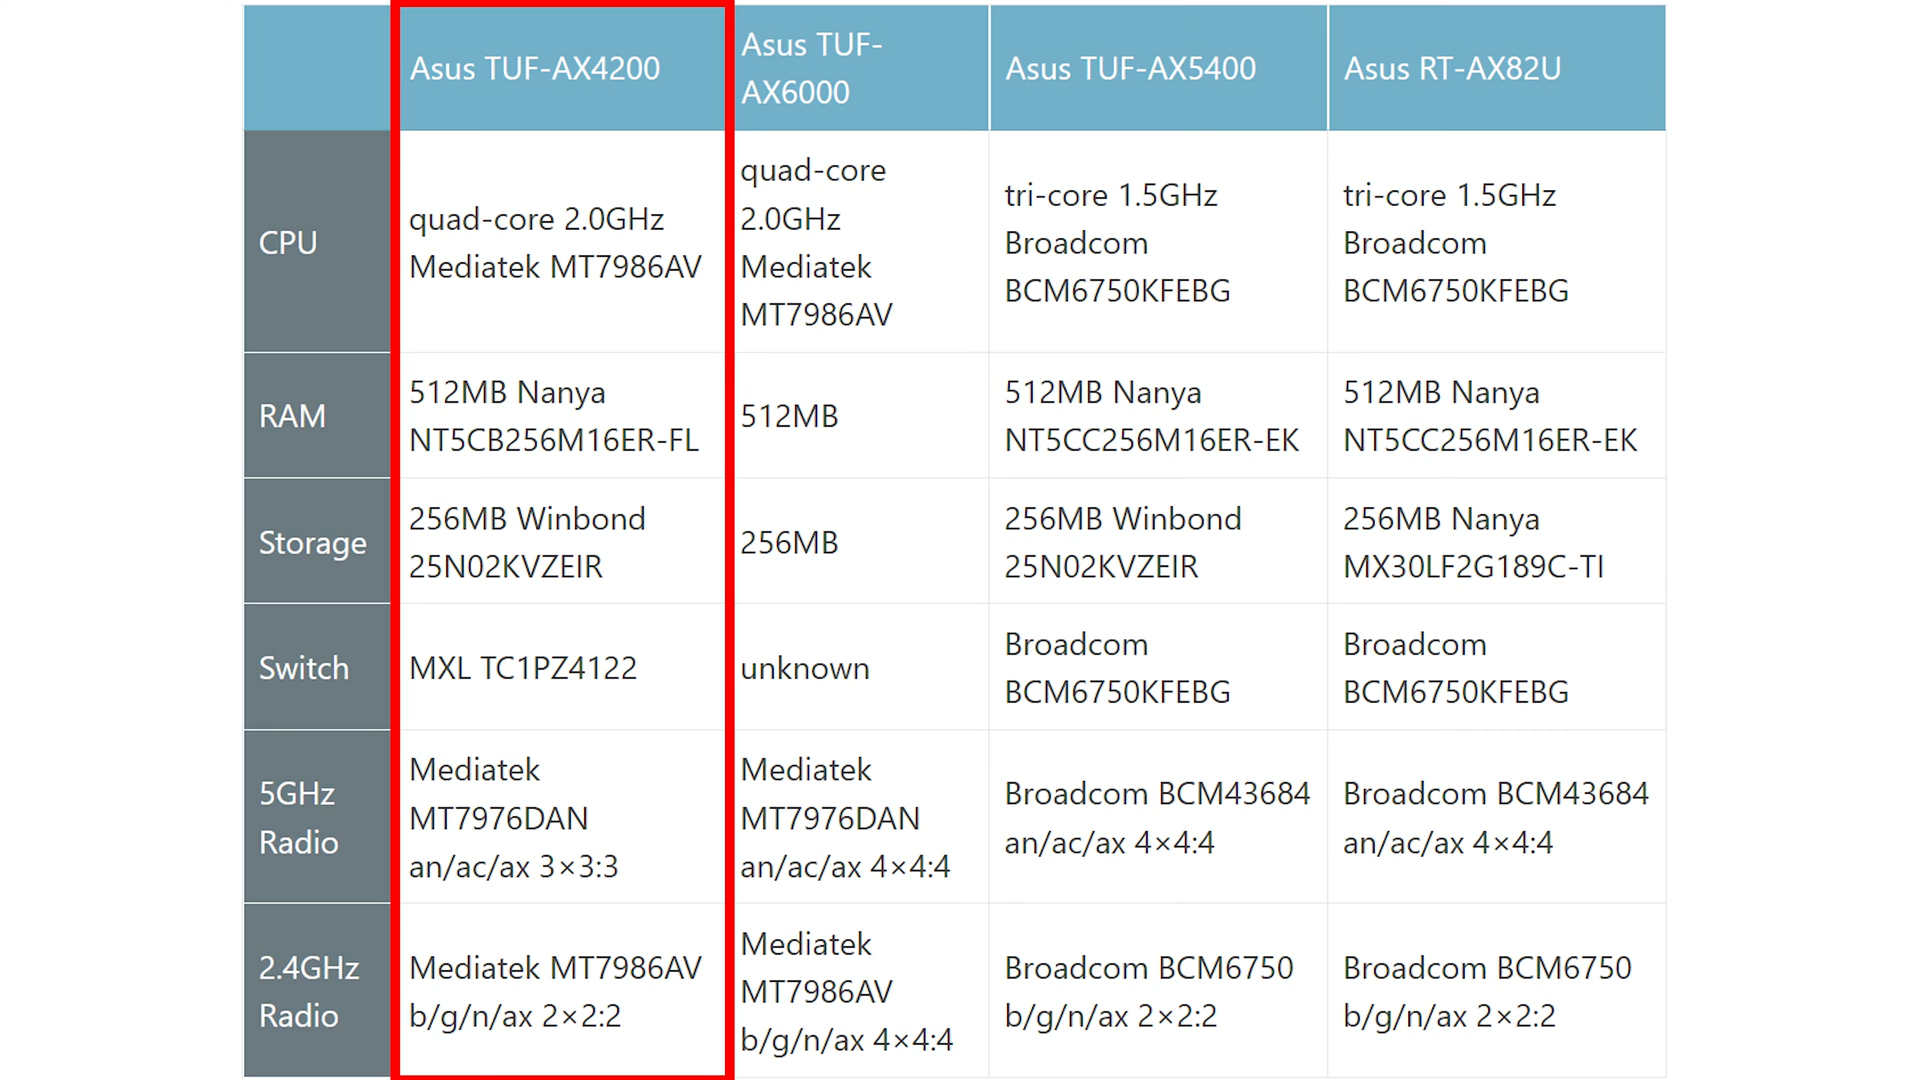 Asus TUF-AX4200
Asus TUF-
AX6000
Asus TUF-AX5400
Asus RT-AX82U
CPU
quad-core 2.0GHz
Mediatek MT7986AV
quad-core
2.0GHz
Mediatek
MT7986AV
tri-core 1.5GHz
Broadcom
BCM6750KFEBG
tri-core 1.5GHz
Broadcom
BCM6750KFEBG
RAM
512MB Nanya
NT5CB256M16ER-FL
512MB
512MB Nanya
NT5CC256M16ER-EK
512MB Nanya
NT5CC256M16ER-EK
Storage
256MB Winbond
25N02KVZEIR
256MB
256MB Winbond
25N02KVZEIR
256MB Nanya
MX30LF2G189C-TI
Switch
MXL TC1PZ4122
unknown
Broadcom
BCM6750KFEBG
Broadcom
BCM6750KFEBG
5GHz
Radio
Mediatek
MT7976DAN
an/ac/ax 3×3:3
Mediatek
MT7976DAN
an/ac/ax 4×4:4
Broadcom BCM43684
an/ac/ax 4×4:4
Broadcom BCM43684
an/ac/ax 4×4:4
2.4GHz
Radio
Mediatek MT7986AV
b/g/n/ax 2×2:2
Mediatek
MT7986AV
b/g/n/ax 4×4:4
Broadcom BCM6750
b/g/n/ax 2×2:2
Broadcom BCM6750
b/g/n/ax 2×2:2